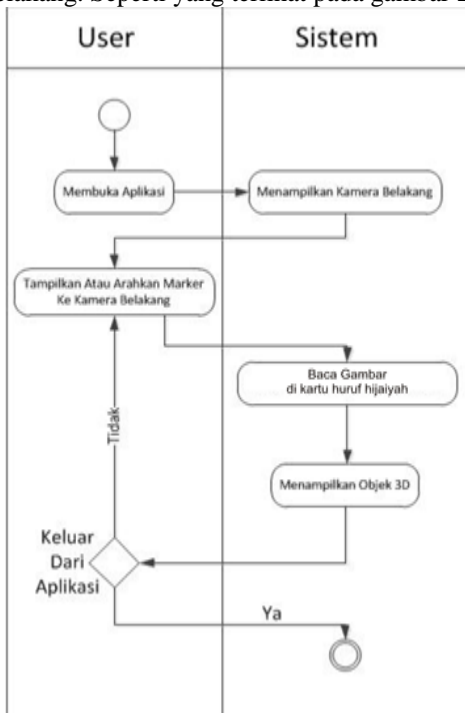 User
Sistem
Membuka Aplikasi
Menampilkan Kamera Belakang
Tampilkan Atau Arahkan Marker
Ke Kamera Belakang
Baca Gambar
di kartu huruf hijaiyah
Tidak
Menampilkan Objek 3D
Keluar
Dari
Aplikasi
Ya